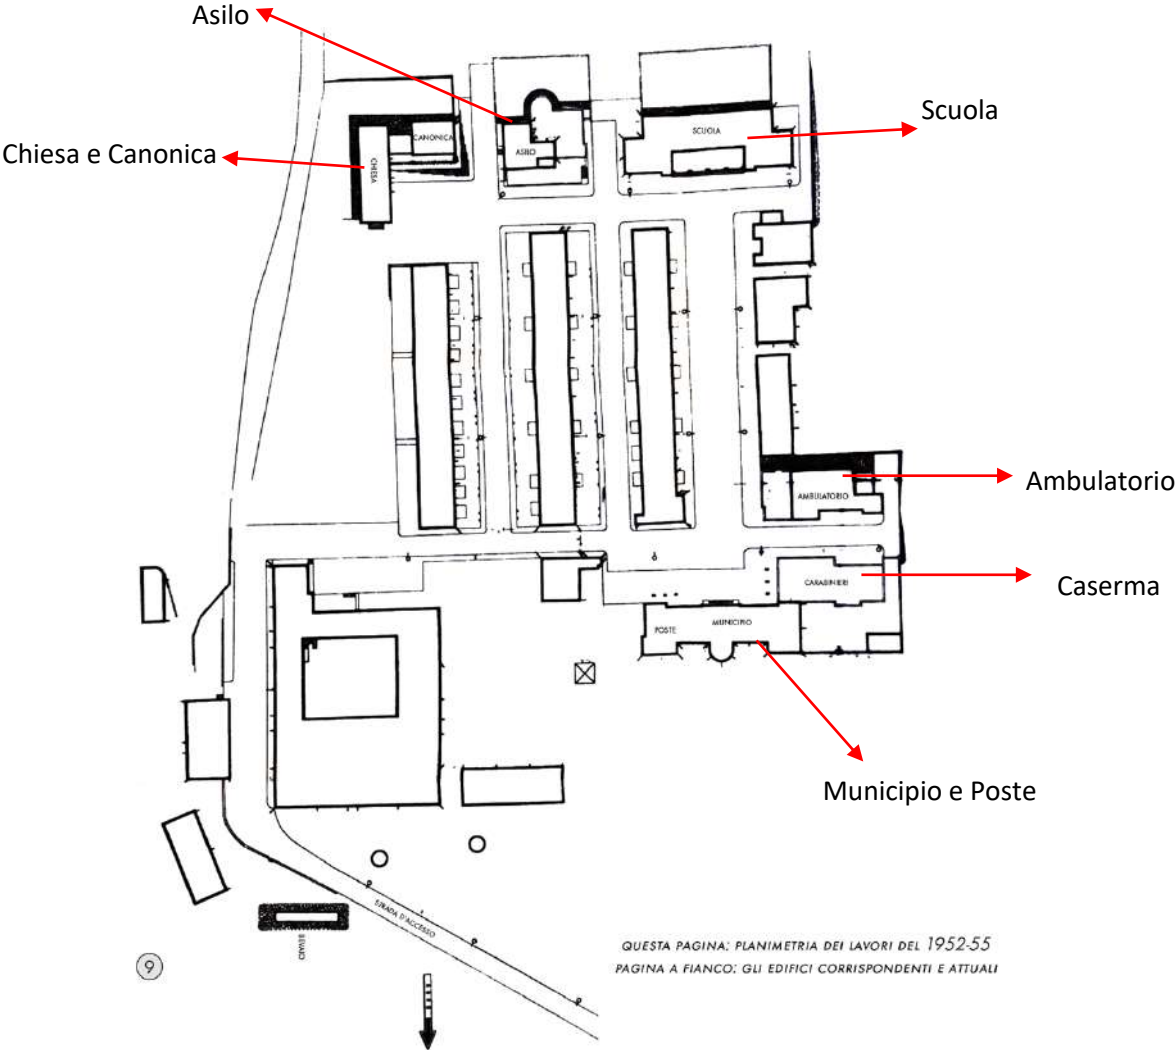 Asilo
Scuola
Chiesa e Canonica
CANONICA
CHIESA
ASILO
SCUOLA
AMBULATORIO
Ambulatorio
CARABINIERI
Caserma
POSTE
MUNICIPIO
Municipio e Poste
STRADA D'ACCESSO
BEVAIO
QUESTA PAGINA: PLANIMETRIA DEI LAVORI DEL 1952-55
PAGINA A FIANCO: GLI EDIFICI CORRISPONDENTI E ATTUALI
9